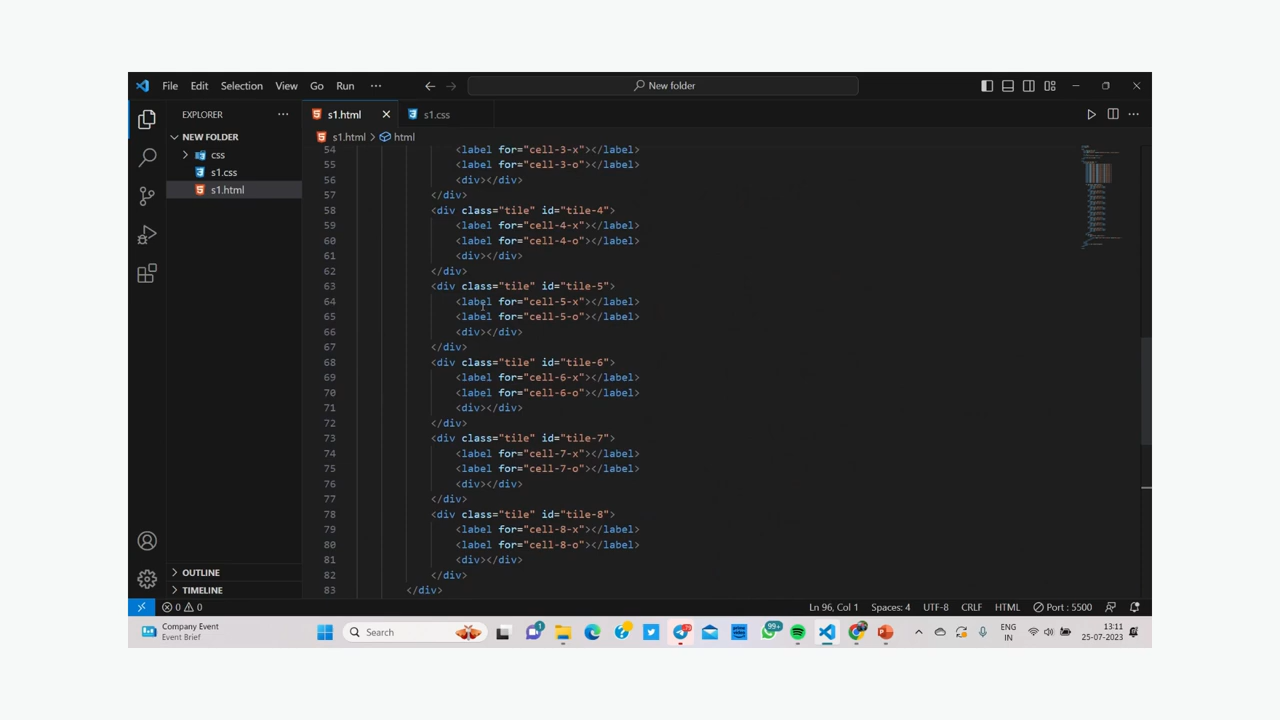 File Edit Selection View Go Run ··· New folder
EXPLORER ···
s1.html
s1.css
NEW FOLDER
s1.html > html
css
s1.css
s1.html
54 <label for="cell-3-x"></label>
55 <label for="cell-3-o"></label>
56 <div></div>
57 </div>
58 <div class="tile" id="tile-4">
59 <label for="cell-4-x"></label>
60 <label for="cell-4-o"></label>
61 <div></div>
62 </div>
63 <div class="tile" id="tile-5">
64 <label for="cell-5-x"></label>
65 <label for="cell-5-o"></label>
66 <div></div>
67 </div>
68 <div class="tile" id="tile-6">
69 <label for="cell-6-x"></label>
70 <label for="cell-6-o"></label>
71 <div></div>
72 </div>
73 <div class="tile" id="tile-7">
74 <label for="cell-7-x"></label>
75 <label for="cell-7-o"></label>
76 <div></div>
77 </div>
78 <div class="tile" id="tile-8">
79 <label for="cell-8-x"></label>
80 <label for="cell-8-o"></label>
81 <div></div>
82 </div>
83 </div>
OUTLINE
TIMELINE
0 0 Ln 96, Col 1 Spaces: 4 UTF-8 CRLF HTML Port : 5500
Company Event
Event Brief
Search
1
99+
ENG
IN
13:11
25-07-2023